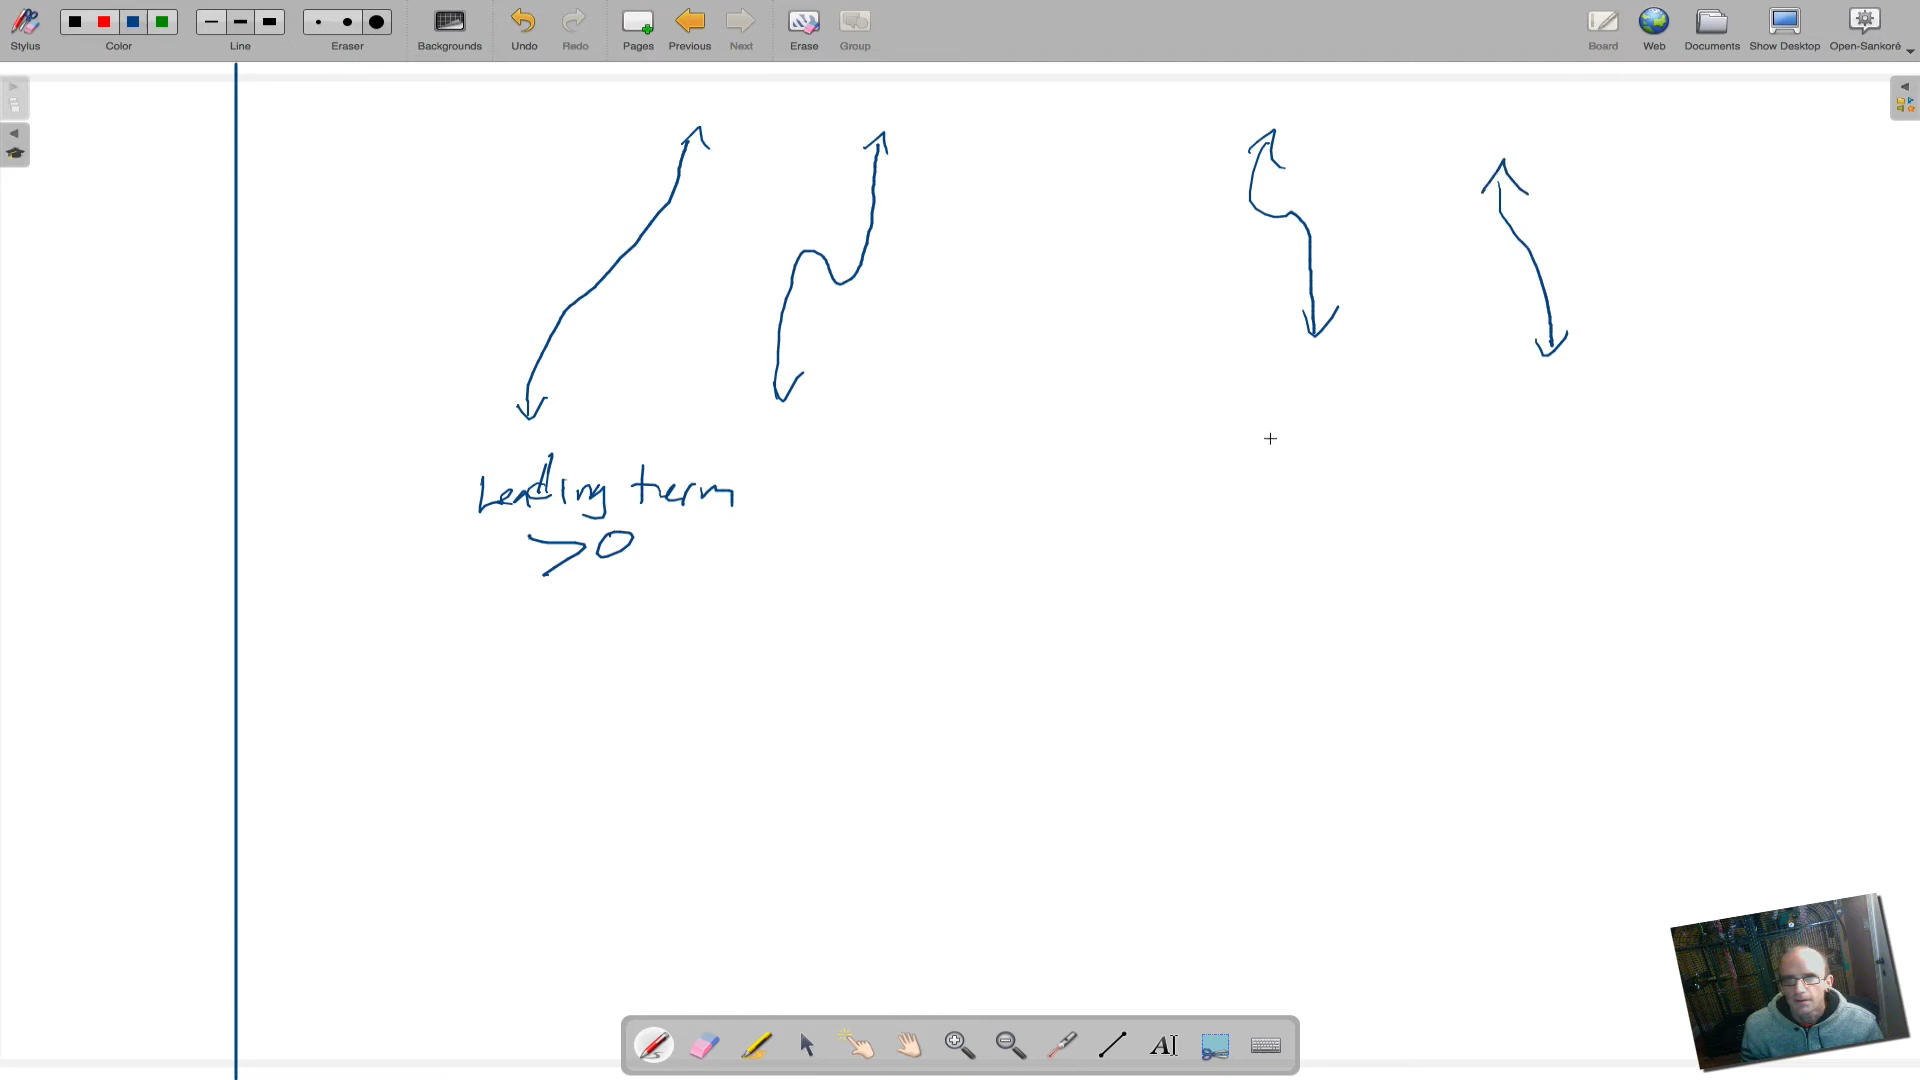 Stylus
Color
Line
Eraser
Backgrounds
Undo
Redo
Pages
Previous
Next
Erase
Group
Board
Web
Documents
Show Desktop
Open-Sankoré
Leading term
>0
AI